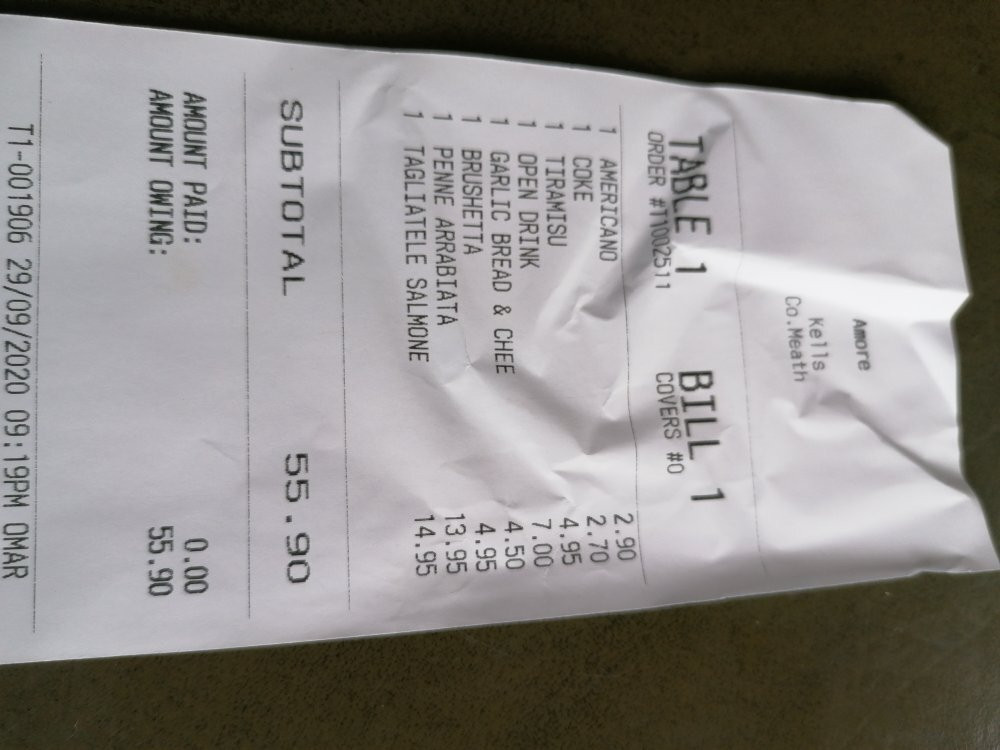 Amore
Kells
Co.Meath
TABLE 1 BILL 1
ORDER #T1002511 COVERS #0
1 AMERICANO 2.90
1 COKE 2.70
1 TIRAMISU 4.95
1 OPEN DRINK 7.00
1 GARLIC BREAD & CHEE 4.50
1 BRUSHETTA 4.95
1 PENNE ARRABIATA 13.95
1 TAGLIATELE SALMONE 14.95
SUBTOTAL 55.90
AMOUNT PAID: 0.00
AMOUNT OWING: 55.90
T1-001906 29/09/2020 09:19PM OMAR